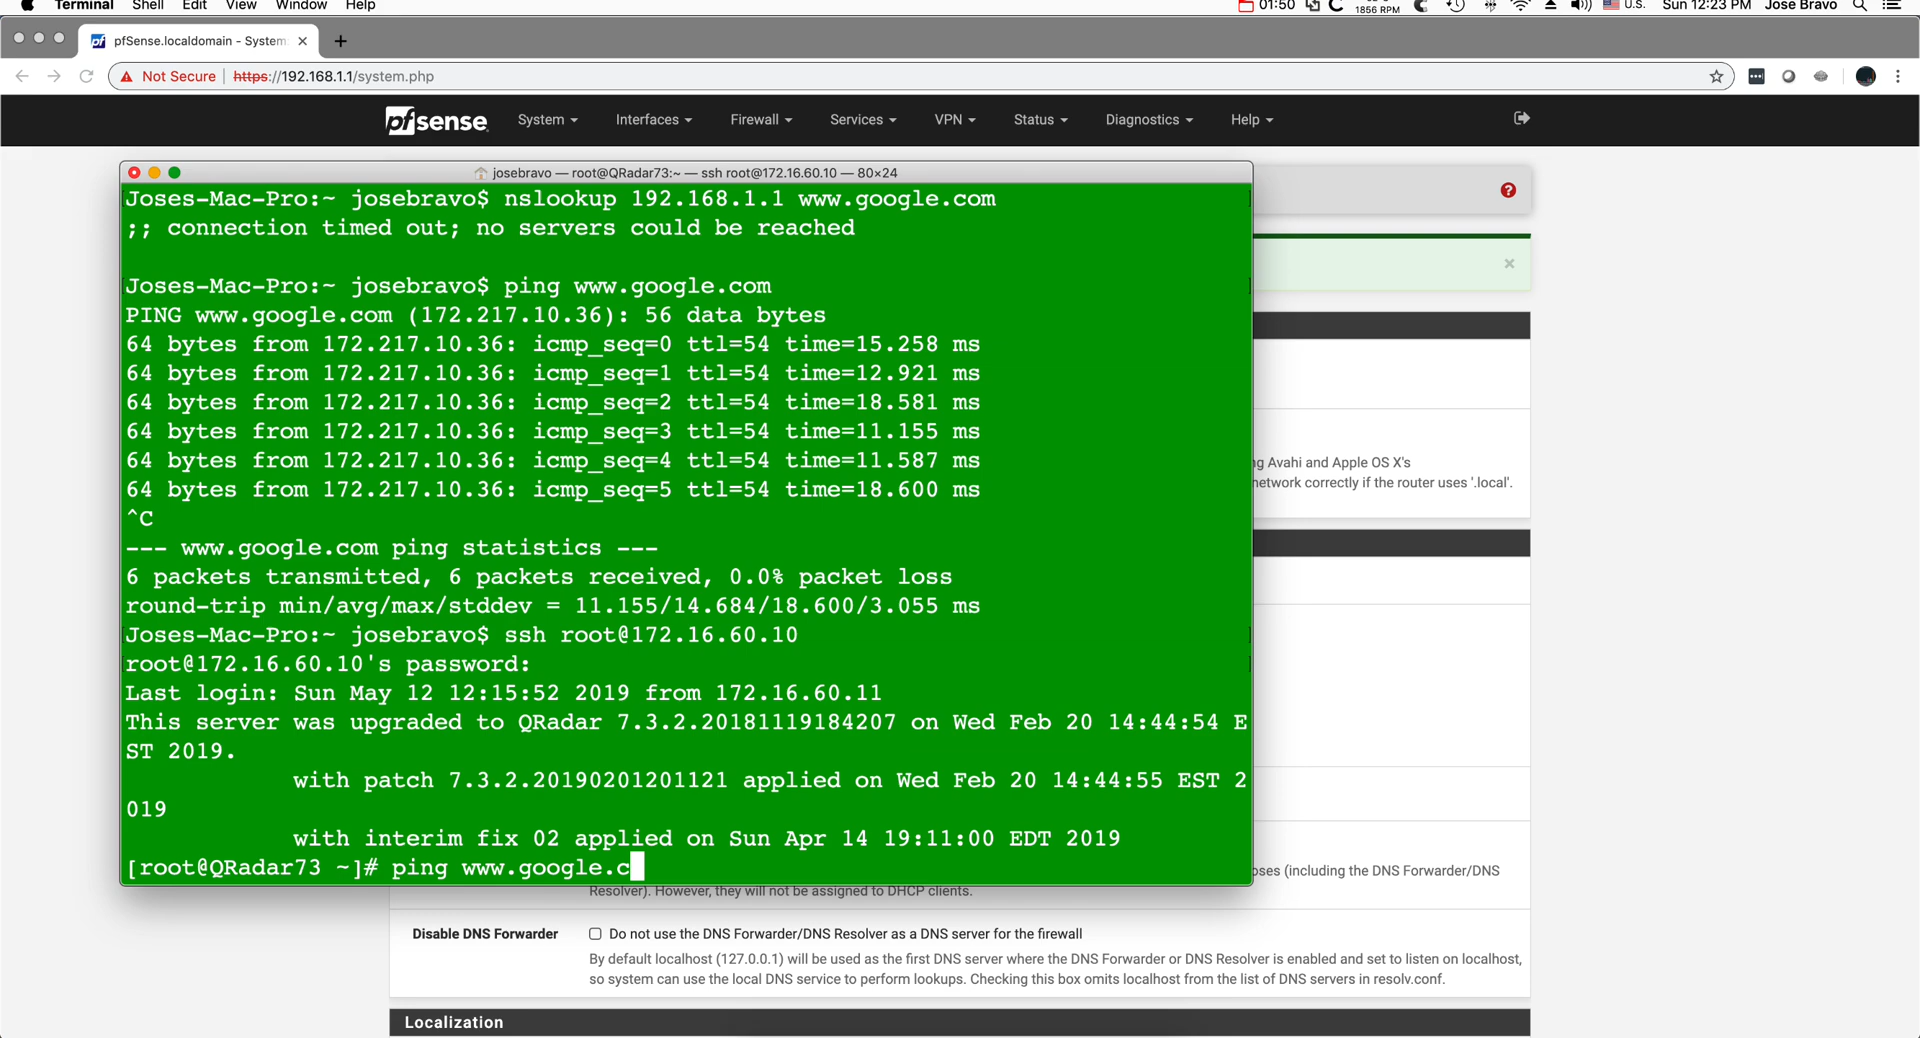 Terminal Shell Edit View Window Help 01:50 1856 RPM U.S. Sun 12:23 PM Jose Bravo
pfSense.localdomain - System:
Not Secure | https://192.168.1.1/system.php
pfsense System Interfaces Firewall Services VPN Status Diagnostics Help
josebravo — root@QRadar73:~ — ssh root@172.16.60.10 — 80×24
Joses-Mac-Pro:~ josebravo$ nslookup 192.168.1.1 www.google.com
;; connection timed out; no servers could be reached
Joses-Mac-Pro:~ josebravo$ ping www.google.com
PING www.google.com (172.217.10.36): 56 data bytes
64 bytes from 172.217.10.36: icmp_seq=0 ttl=54 time=15.258 ms
64 bytes from 172.217.10.36: icmp_seq=1 ttl=54 time=12.921 ms
64 bytes from 172.217.10.36: icmp_seq=2 ttl=54 time=18.581 ms
64 bytes from 172.217.10.36: icmp_seq=3 ttl=54 time=11.155 ms
64 bytes from 172.217.10.36: icmp_seq=4 ttl=54 time=11.587 ms
64 bytes from 172.217.10.36: icmp_seq=5 ttl=54 time=18.600 ms
^C
--- www.google.com ping statistics ---
6 packets transmitted, 6 packets received, 0.0% packet loss
round-trip min/avg/max/stddev = 11.155/14.684/18.600/3.055 ms
Joses-Mac-Pro:~ josebravo$ ssh root@172.16.60.10
root@172.16.60.10's password:
Last login: Sun May 12 12:15:52 2019 from 172.16.60.11
This server was upgraded to QRadar 7.3.2.20181119184207 on Wed Feb 20 14:44:54 E
ST 2019.
with patch 7.3.2.20190201201121 applied on Wed Feb 20 14:44:55 EST 2
019
with interim fix 02 applied on Sun Apr 14 19:11:00 EDT 2019
[root@QRadar73 ~]# ping www.google.c
ng Avahi and Apple OS X's
network correctly if the router uses '.local'.
oses (including the DNS Forwarder/DNS
Resolver). However, they will not be assigned to DHCP clients.
Disable DNS Forwarder Do not use the DNS Forwarder/DNS Resolver as a DNS server for the firewall
By default localhost (127.0.0.1) will be used as the first DNS server where the DNS Forwarder or DNS Resolver is enabled and set to listen on localhost,
so system can use the local DNS service to perform lookups. Checking this box omits localhost from the list of DNS servers in resolv.conf.
Localization